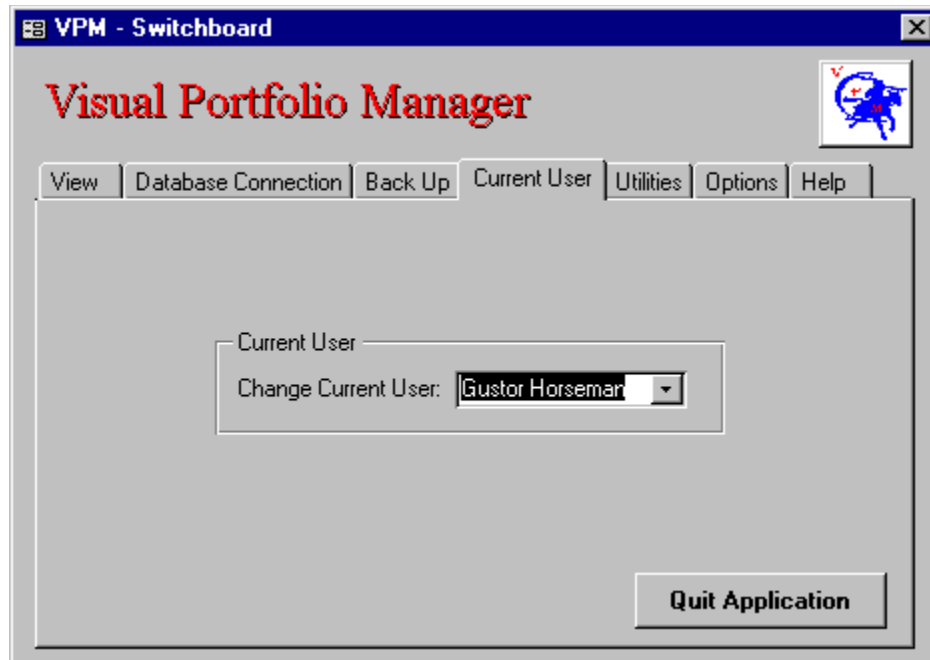 VPM - Switchboard
Visual Portfolio Manager
V
P
M
View Database Connection Back Up Current User Utilities Options Help
Current User
Change Current User: Gustor Horseman
Quit Application